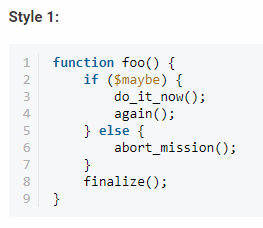 Style 1:
1 function foo() {
2     if ($maybe) {
3         do_it_now();
4         again();
5     } else {
6         abort_mission();
7     }
8     finalize();
9 }